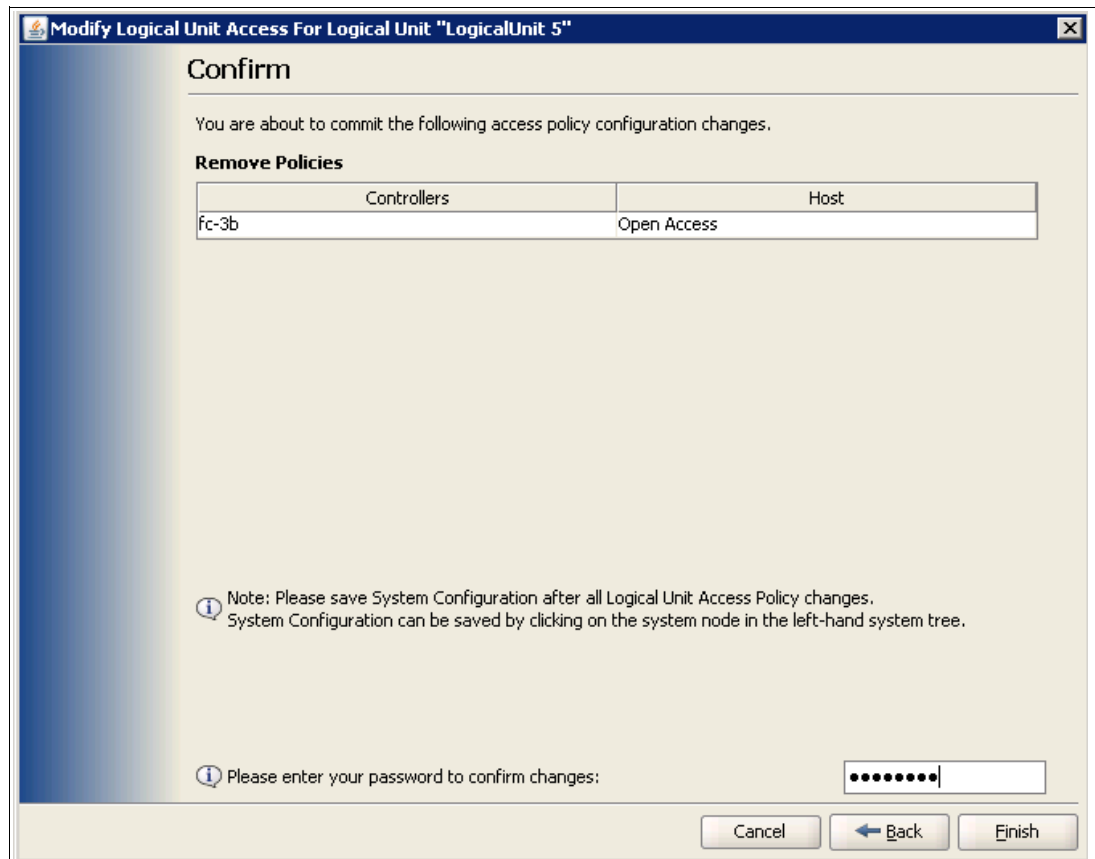 Modify Logical Unit Access For Logical Unit "LogicalUnit 5"
Confirm
You are about to commit the following access policy configuration changes.
Remove Policies
Controllers Host
fc-3b Open Access
Note: Please save System Configuration after all Logical Unit Access Policy changes.
System Configuration can be saved by clicking on the system node in the left-hand system tree.
Please enter your password to confirm changes: ●●●●●●●●
Cancel Back Finish